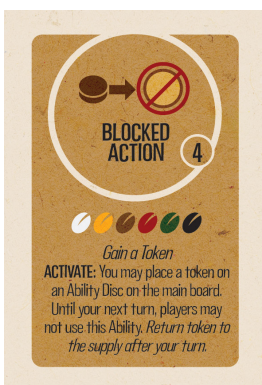 BLOCKED
ACTION
4
Gain a Token
ACTIVATE: You may place a token on
an Ability Disc on the main board.
Until your next turn, players may
not use this Ability. Return token to
the supply after your turn.